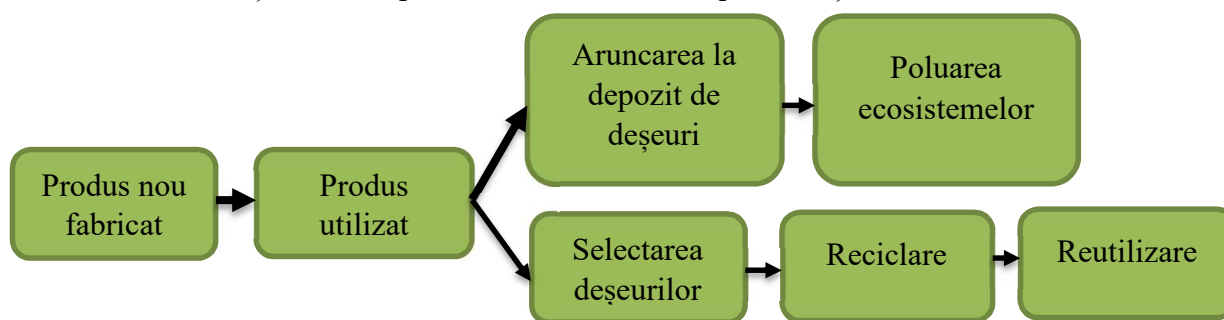 Produs nou
fabricat
Produs
utilizat
Aruncarea la
depozit de
deșeuri
Poluarea
ecosistemelor
Selectarea
deșeurilor
Reciclare
Reutilizare